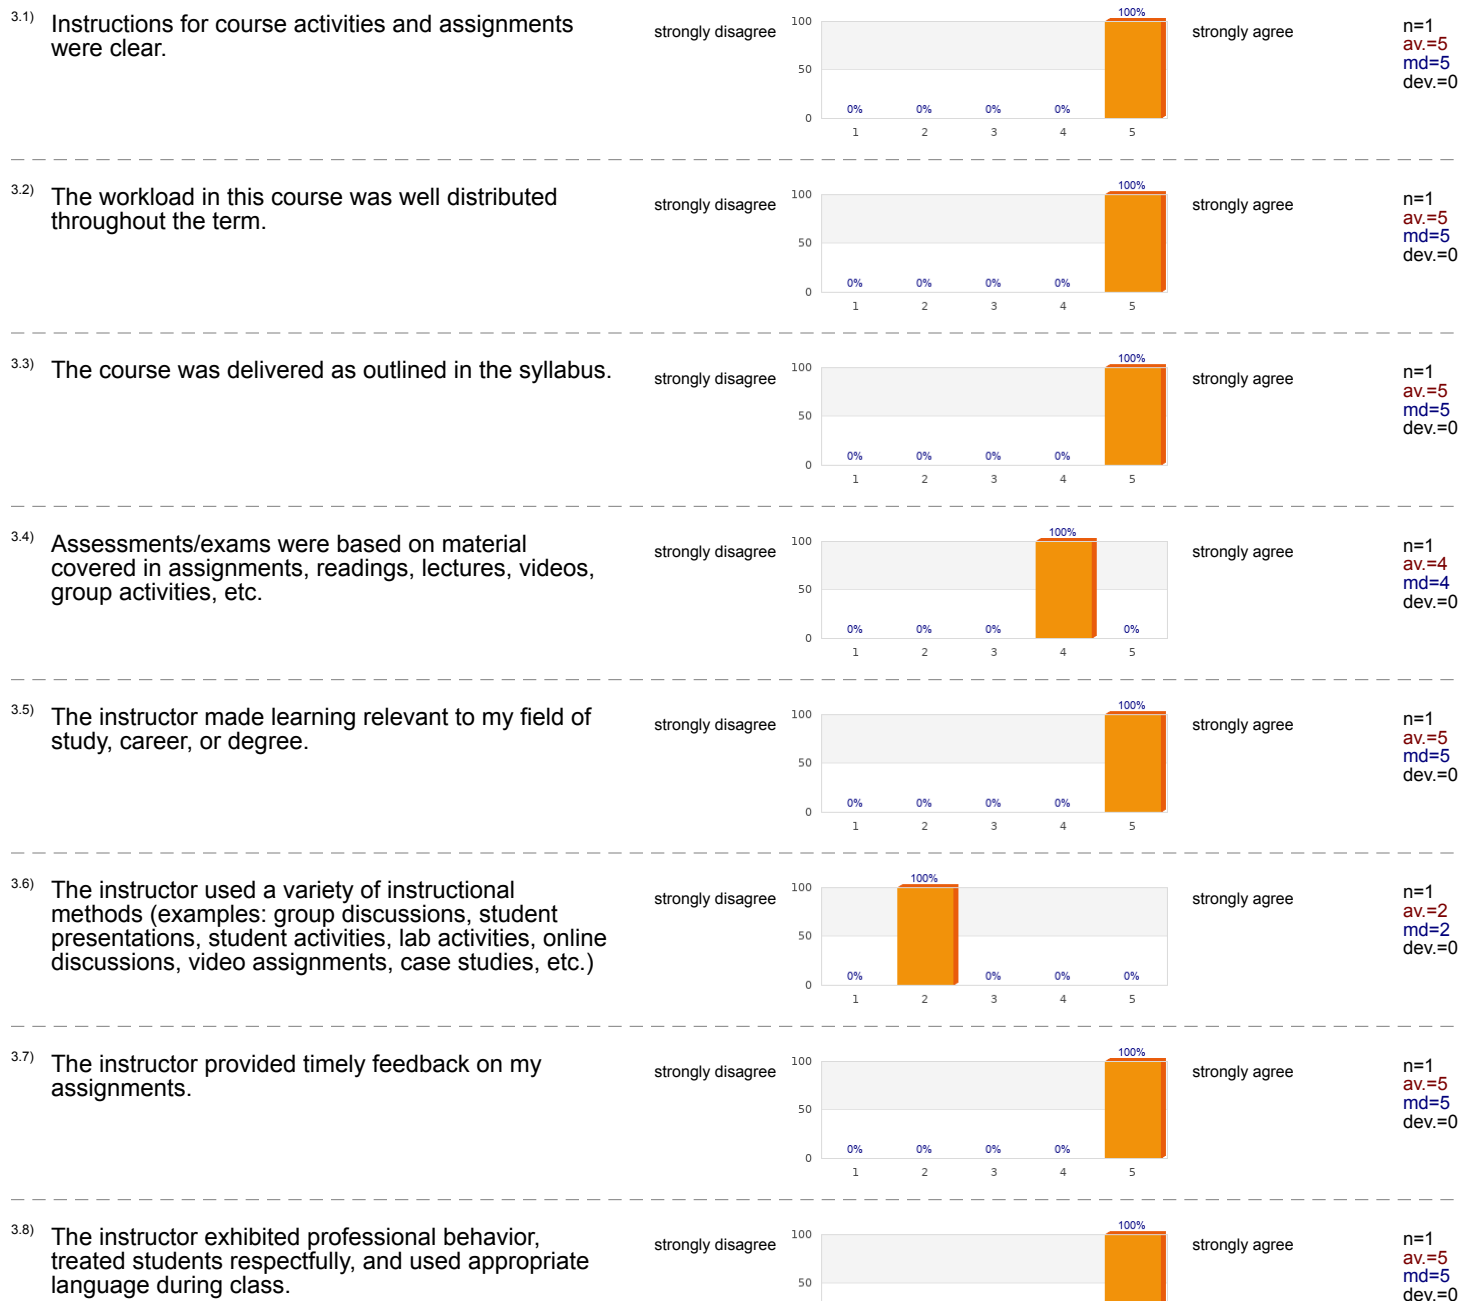 3.1) Instructions for course activities and assignments
were clear.
strongly disagree
100
50
0
0% 0% 0% 0% 100%
1 2 3 4 5
strongly agree
n=1
av.=5
md=5
dev.=0
3.2) The workload in this course was well distributed
throughout the term.
strongly disagree
100
50
0
0% 0% 0% 0% 100%
1 2 3 4 5
strongly agree
n=1
av.=5
md=5
dev.=0
3.3) The course was delivered as outlined in the syllabus.
strongly disagree
100
50
0
0% 0% 0% 0% 100%
1 2 3 4 5
strongly agree
n=1
av.=5
md=5
dev.=0
3.4) Assessments/exams were based on material
covered in assignments, readings, lectures, videos,
group activities, etc.
strongly disagree
100
50
0
0% 0% 0% 100% 0%
1 2 3 4 5
strongly agree
n=1
av.=4
md=4
dev.=0
3.5) The instructor made learning relevant to my field of
study, career, or degree.
strongly disagree
100
50
0
0% 0% 0% 0% 100%
1 2 3 4 5
strongly agree
n=1
av.=5
md=5
dev.=0
3.6) The instructor used a variety of instructional
methods (examples: group discussions, student
presentations, student activities, lab activities, online
discussions, video assignments, case studies, etc.)
strongly disagree
100
50
0
0% 100% 0% 0% 0%
1 2 3 4 5
strongly agree
n=1
av.=2
md=2
dev.=0
3.7) The instructor provided timely feedback on my
assignments.
strongly disagree
100
50
0
0% 0% 0% 0% 100%
1 2 3 4 5
strongly agree
n=1
av.=5
md=5
dev.=0
3.8) The instructor exhibited professional behavior,
treated students respectfully, and used appropriate
language during class.
strongly disagree
100
50
100%
strongly agree
n=1
av.=5
md=5
dev.=0